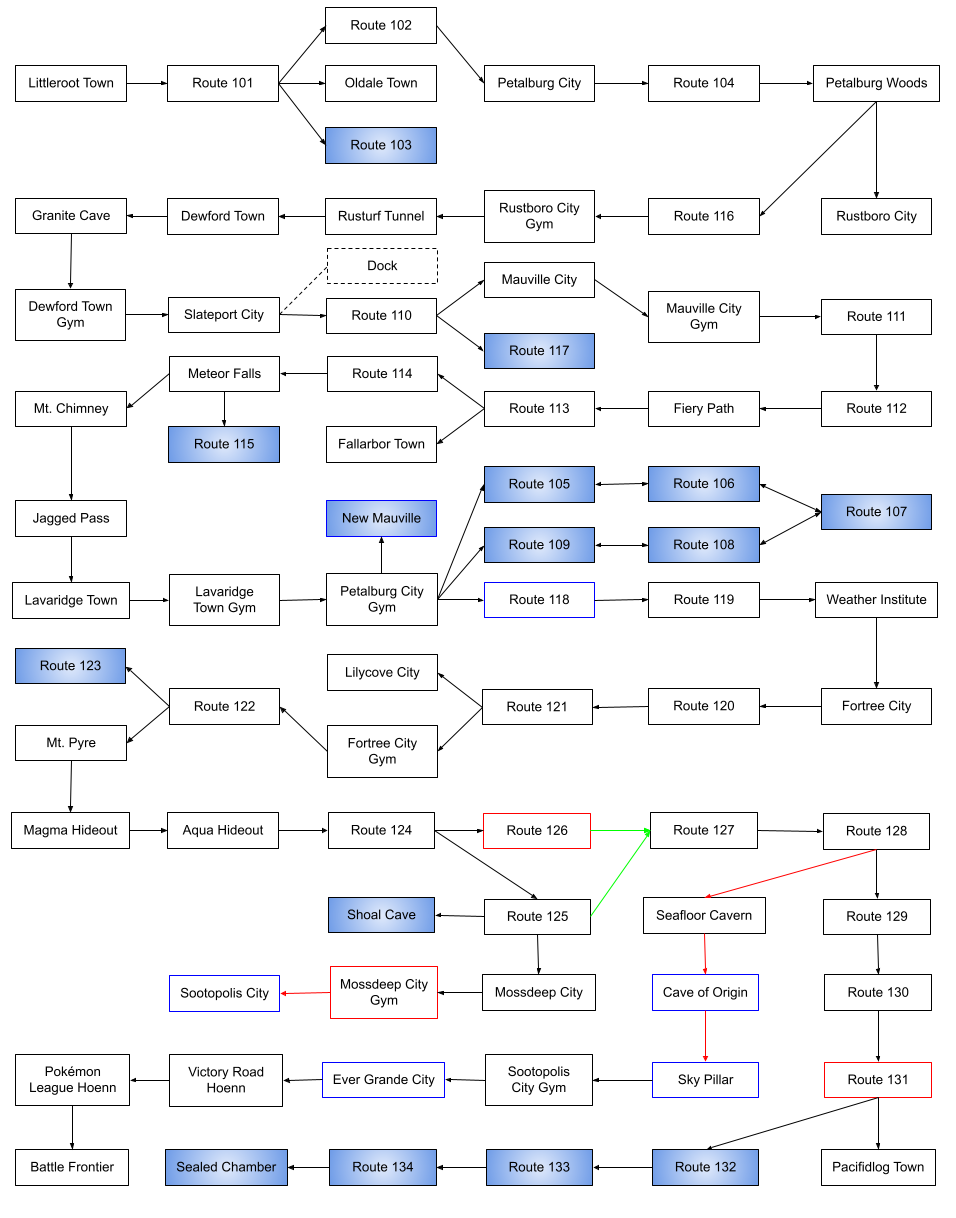 Route 102
Littleroot Town
Route 101
Oldale Town
Petalburg City
Route 104
Petalburg Woods
Route 103
Granite Cave
Dewford Town
Rusturf Tunnel
Rustboro City
Gym
Route 116
Rustboro City
Dock
Dewford Town
Gym
Slateport City
Route 110
Mauville City
Mauville City
Gym
Route 111
Route 117
Meteor Falls
Route 114
Mt. Chimney
Route 113
Fiery Path
Route 112
Route 115
Fallarbor Town
Route 105
Route 106
Route 107
Jagged Pass
New Mauville
Route 109
Route 108
Lavaridge Town
Lavaridge
Town Gym
Petalburg City
Gym
Route 118
Route 119
Weather Institute
Route 123
Lilycove City
Route 122
Route 121
Route 120
Fortree City
Mt. Pyre
Fortree City
Gym
Magma Hideout
Aqua Hideout
Route 124
Route 126
Route 127
Route 128
Shoal Cave
Route 125
Seafloor Cavern
Route 129
Sootopolis City
Mossdeep City
Gym
Mossdeep City
Cave of Origin
Route 130
Pokémon
League Hoenn
Victory Road
Hoenn
Ever Grande City
Sootopolis
City Gym
Sky Pillar
Route 131
Battle Frontier
Sealed Chamber
Route 134
Route 133
Route 132
Pacifidlog Town